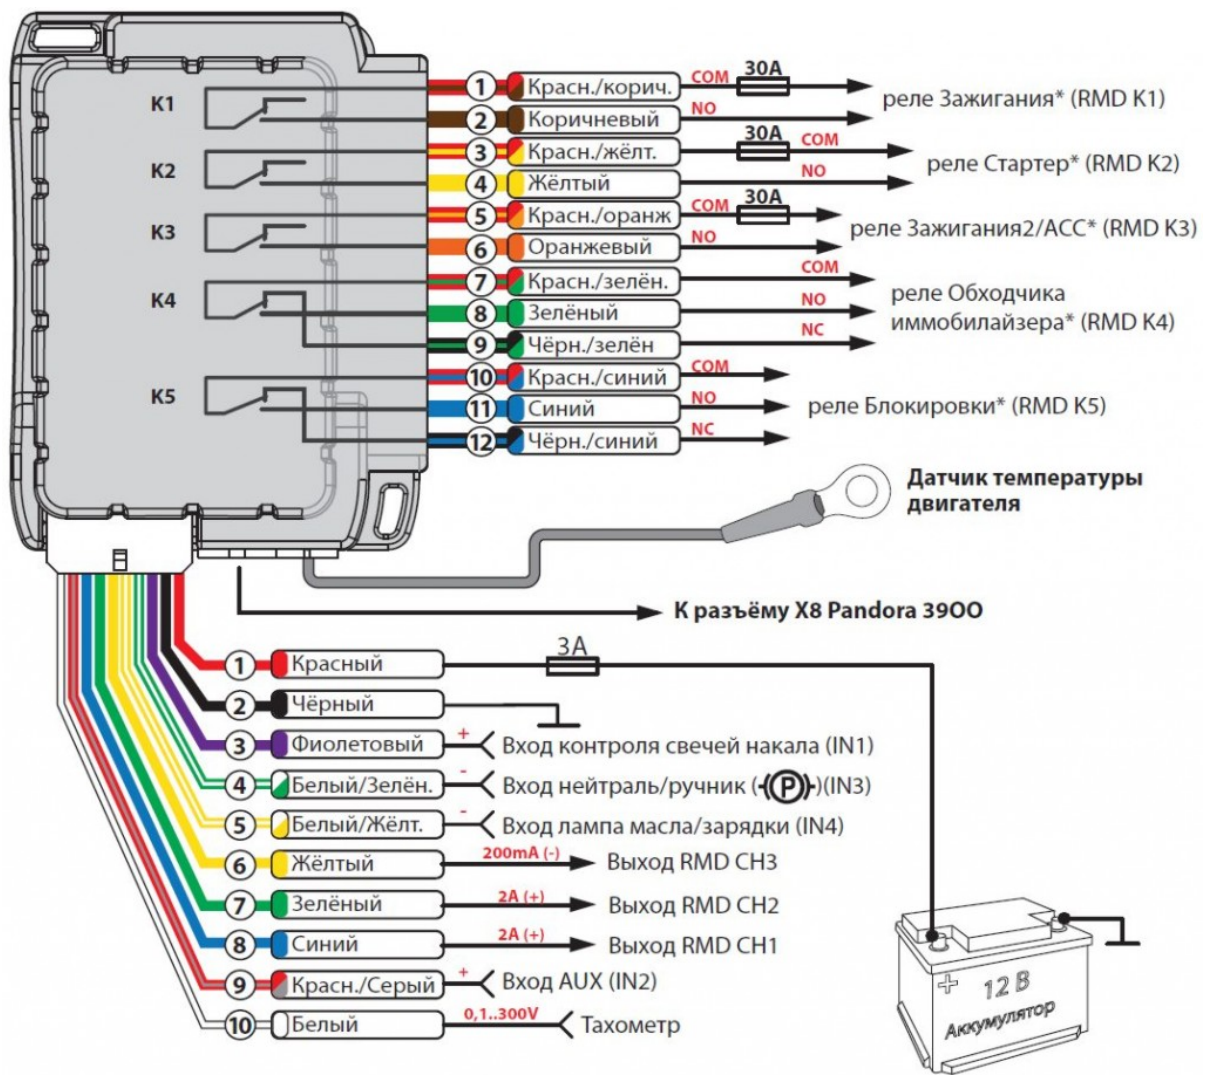 K1
K2
K3
K4
K5
1 Красн./корич. COM 30A
2 Коричневый NO
реле Зажигания* (RMD K1)
3 Красн./жёлт. 30A COM
4 Жёлтый NO
реле Стартер* (RMD K2)
5 Красн./оранж COM 30A
6 Оранжевый NO
реле Зажигания2/АСС* (RMD K3)
7 Красн./зелён. COM
8 Зелёный NO
9 Чёрн./зелён NC
реле Обходчика
иммобилайзера* (RMD K4)
10 Красн./синий COM
11 Синий NO
12 Чёрн./синий NC
реле Блокировки* (RMD K5)
Датчик температуры
двигателя
К разъёму X8 Pandora 39OO
1 Красный 3A
2 Чёрный
3 Фиолетовый + Вход контроля свечей накала (IN1)
4 Белый/Зелён. - Вход нейтраль/ручник (-(P)-)(IN3)
5 Белый/Жёлт. - Вход лампа масла/зарядки (IN4)
6 Жёлтый 200mA (-) Выход RMD CH3
7 Зелёный 2A (+) Выход RMD CH2
8 Синий 2A (+) Выход RMD CH1
9 Красн./Серый + Вход AUX (IN2)
10 Белый 0,1..300V Тахометр
+ 12 В
Аккумулятор